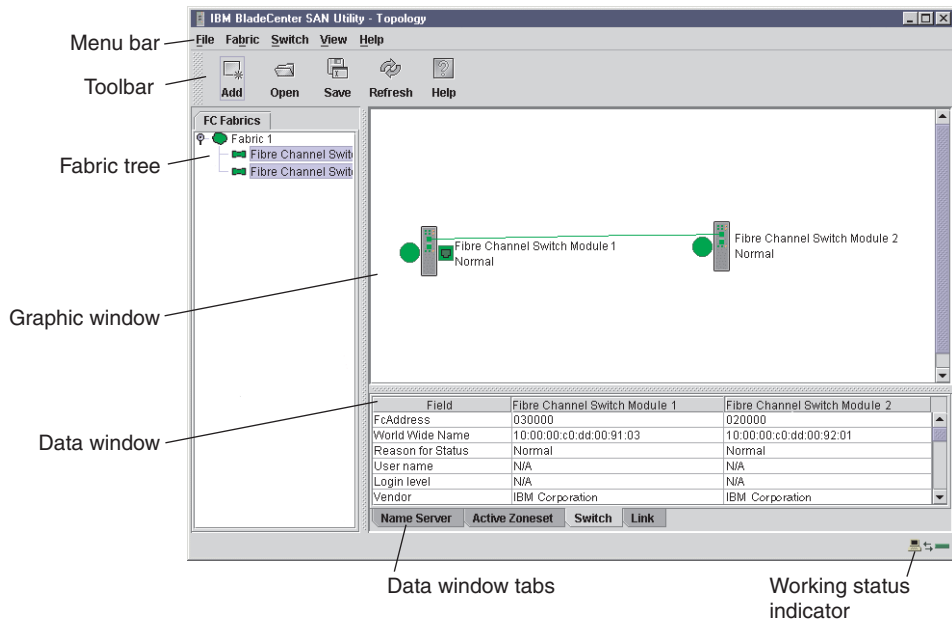 IBM BladeCenter SAN Utility - Topology
Menu bar
File Fabric Switch View Help
Toolbar
Add Open Save Refresh Help
FC Fabrics
Fabric 1
Fabric tree
Fibre Channel Swit
Fibre Channel Swit
Fibre Channel Switch Module 1
Normal
Fibre Channel Switch Module 2
Normal
Graphic window
Data window
Field Fibre Channel Switch Module 1 Fibre Channel Switch Module 2
FcAddress 030000 020000
World Wide Name 10:00:00:c0:dd:00:91:03 10:00:00:c0:dd:00:92:01
Reason for Status Normal Normal
User name N/A N/A
Login level N/A N/A
Vendor IBM Corporation IBM Corporation
Name Server Active Zoneset Switch Link
Data window tabs
Working status
indicator